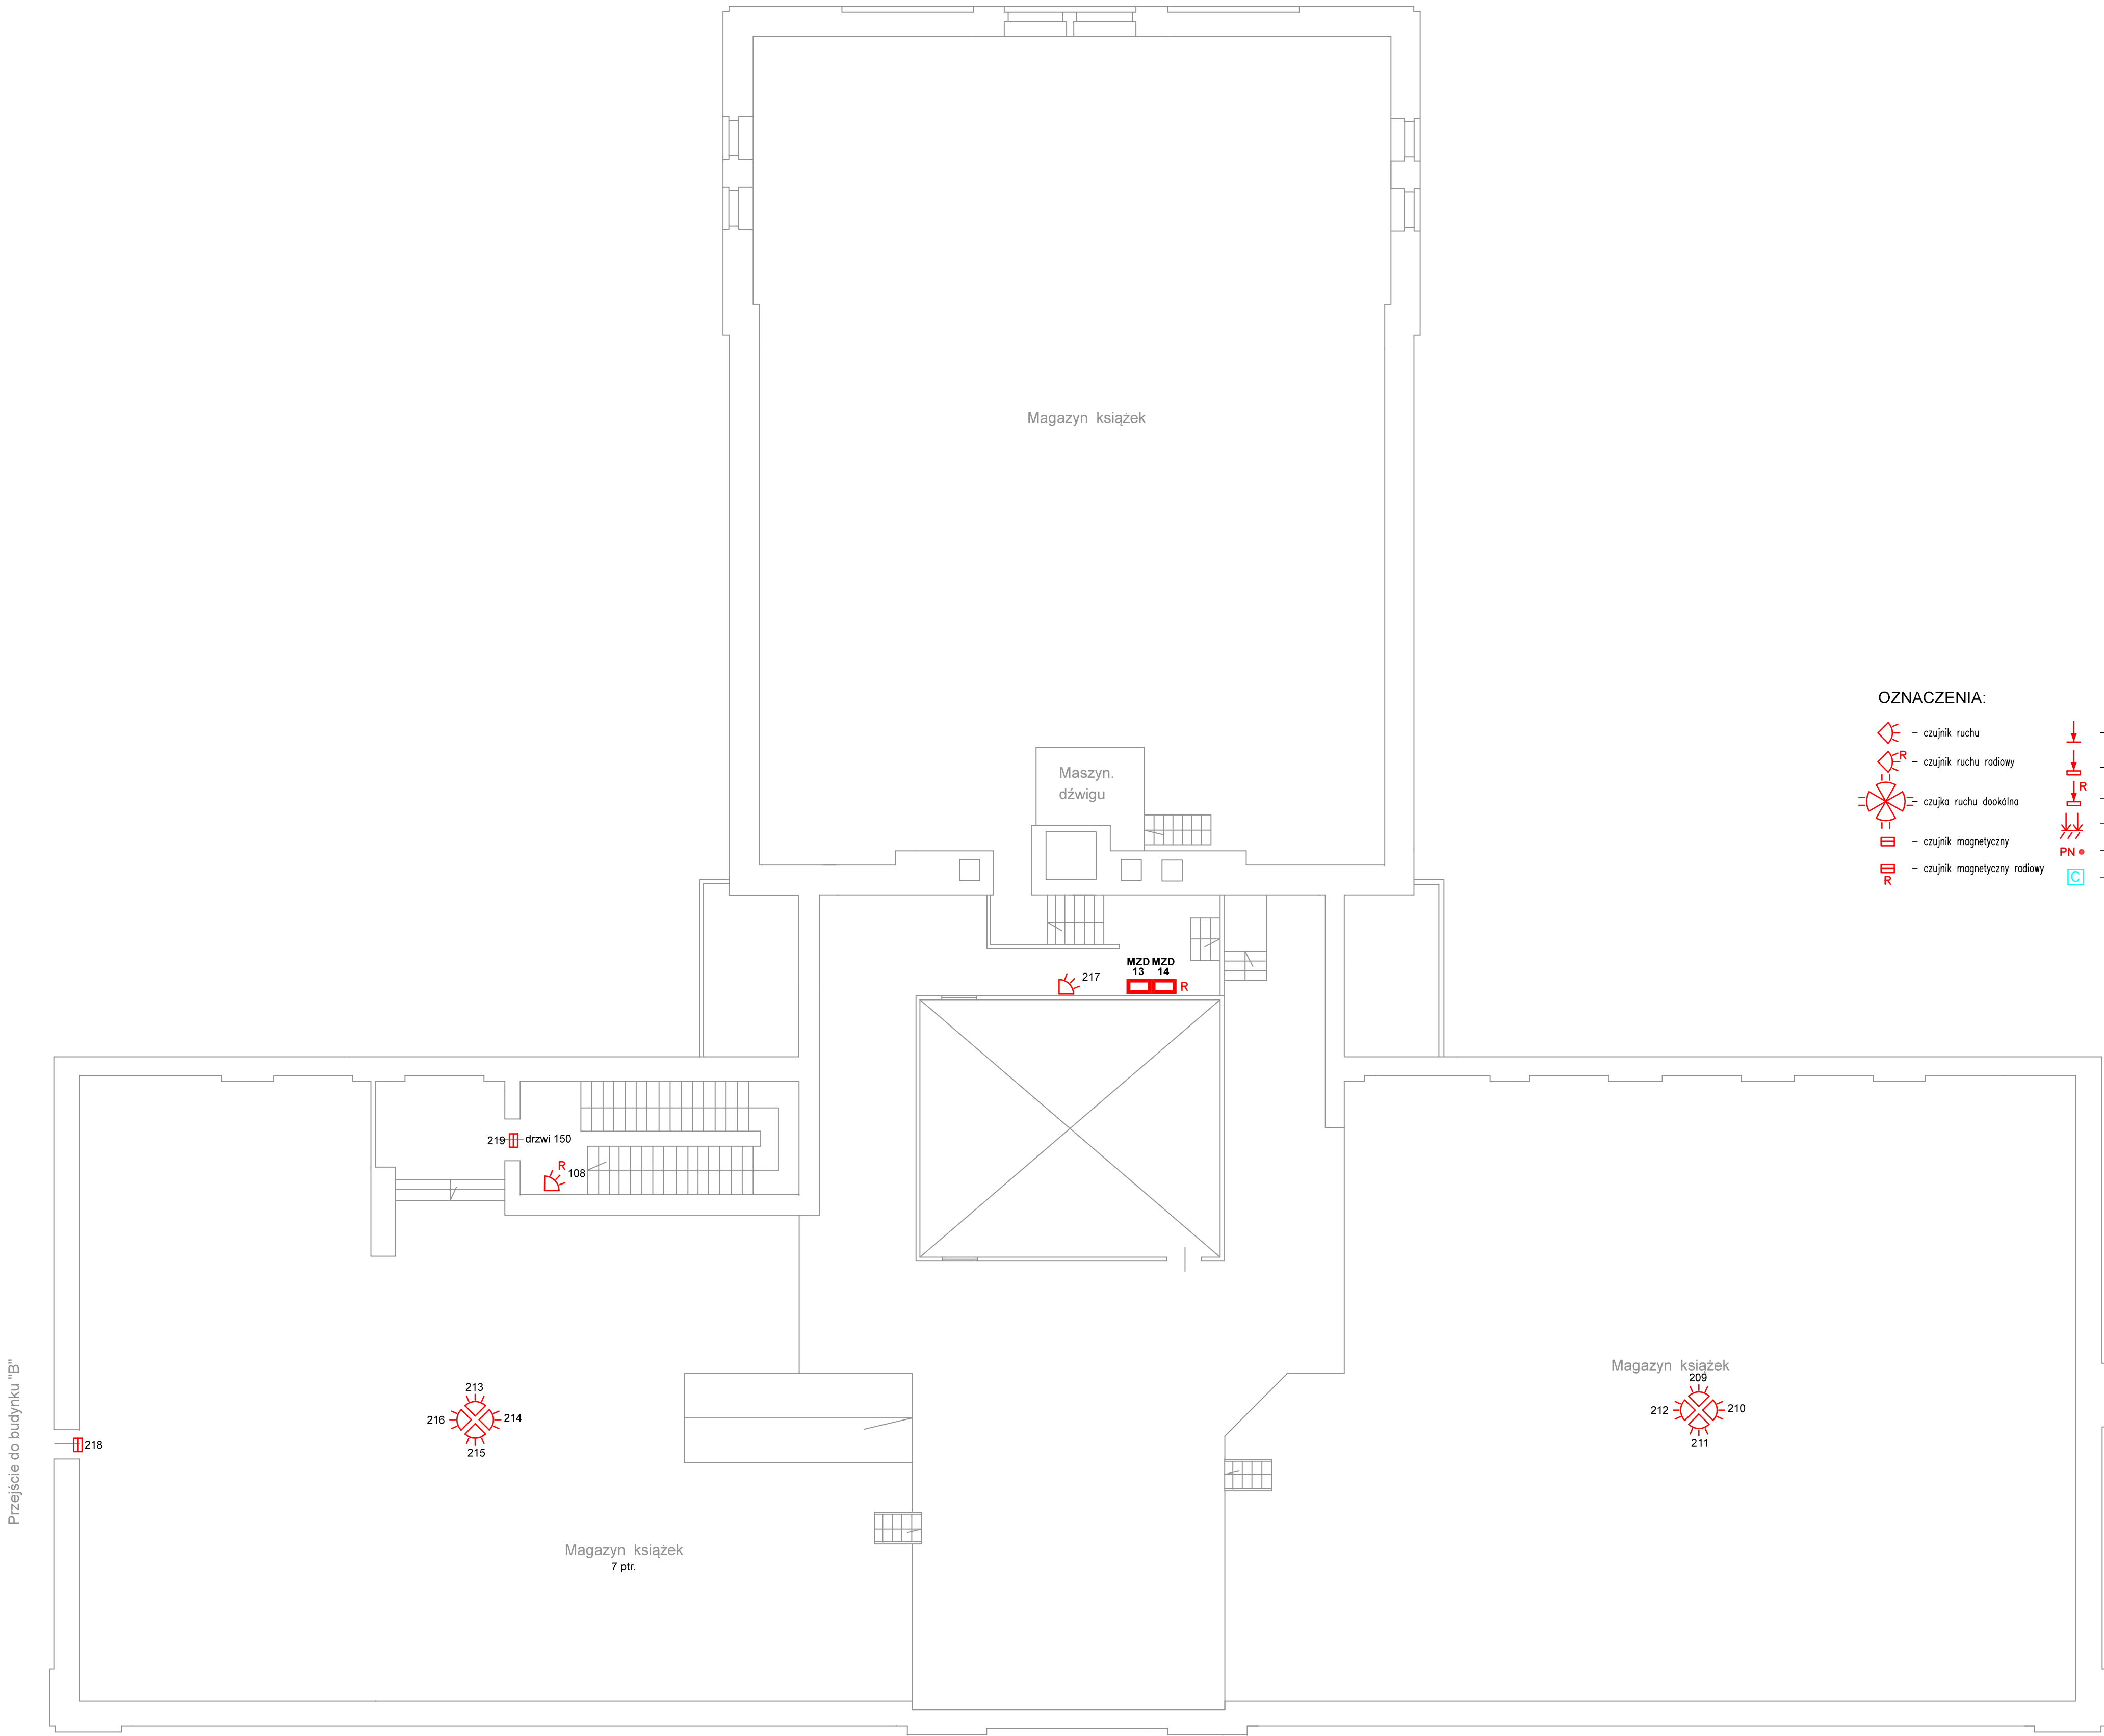 Magazyn książek
OZNACZENIA:
– czujnik ruchu
R – czujnik ruchu radiowy
– czujka ruchu dookólna
– czujnik magnetyczny
– czujnik magnetyczny radiowy
R
–
–
R
–
–
PN –
C –
Maszyn.
dźwigu
MZD MZD
13 14
217
R
219 drzwi 150
R
108
Przejście do budynku "B"
213
216 214
215
218
Magazyn książek
209
212 210
211
Magazyn książek
7 ptr.